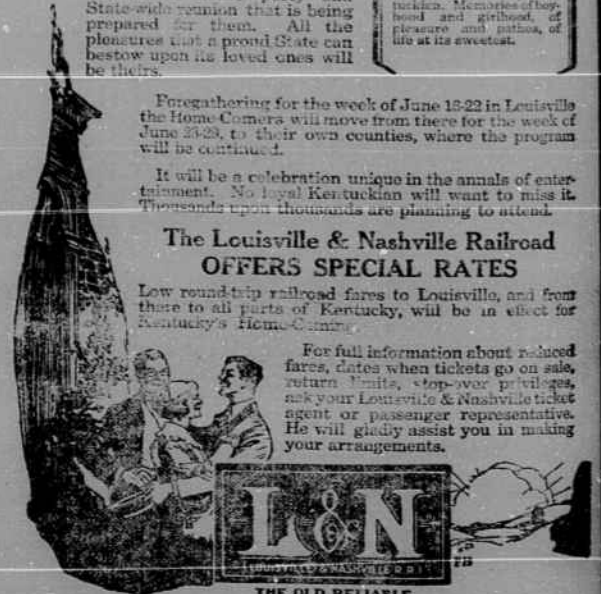 State-wide reunion that is being
prepared for them. All the
pleasures that a proud State can
bestow upon its loved ones will
be theirs.
Memories of boy-
hood and girlhood, of
pleasure and pathos, of
life at its sweetest.
Foregathering for the week of June 18-22 in Louisville
the Home-Comers will move from there for the week of
June 23-29, to their own counties, where the program
will be continued.
It will be a celebration unique in the annals of enter-
tainment. No loyal Kentuckian will want to miss it.
Thousands upon thousands are planning to attend.
The Louisville & Nashville Railroad
OFFERS SPECIAL RATES
Low round-trip railroad fares to Louisville, and from
there to all parts of Kentucky, will be in effect for
Kentucky's Home-Coming.
For full information about reduced
fares, dates when tickets go on sale,
return limits, stop-over privileges,
ask your Louisville & Nashville ticket
agent or passenger representative.
He will gladly assist you in making
your arrangements.
L & N
LOUISVILLE & NASHVILLE R R
THE OLD RELIABLE